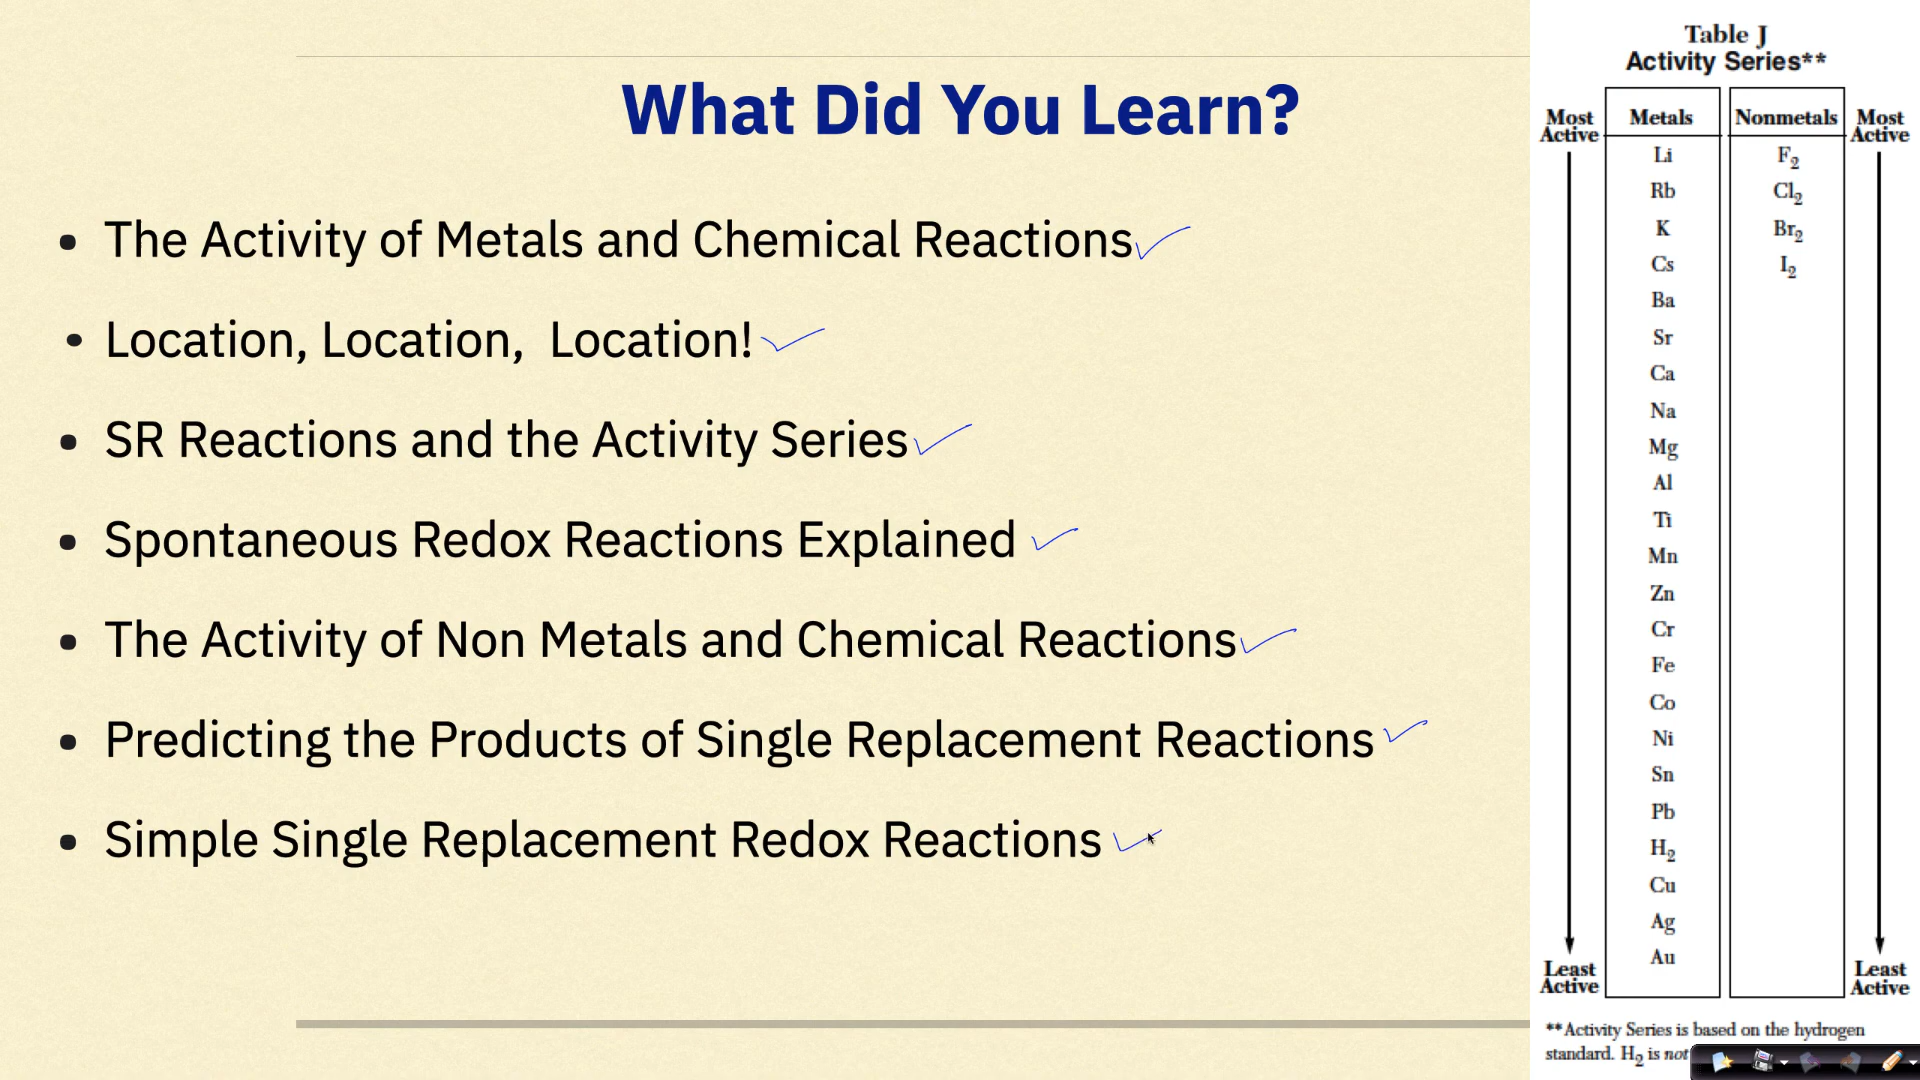 What Did You Learn?
• The Activity of Metals and Chemical Reactions
• Location, Location, Location!
• SR Reactions and the Activity Series
• Spontaneous Redox Reactions Explained
• The Activity of Non Metals and Chemical Reactions
• Predicting the Products of Single Replacement Reactions
• Simple Single Replacement Redox Reactions
Table J
Activity Series**
Most Active
Metals
Nonmetals
Most Active
Li
Rb
K
Cs
Ba
Sr
Ca
Na
Mg
Al
Ti
Mn
Zn
Cr
Fe
Co
Ni
Sn
Pb
H₂
Cu
Ag
Au
F₂
Cl₂
Br₂
I₂
Least Active
Least Active
**Activity Series is based on the hydrogen
standard. H₂ is not